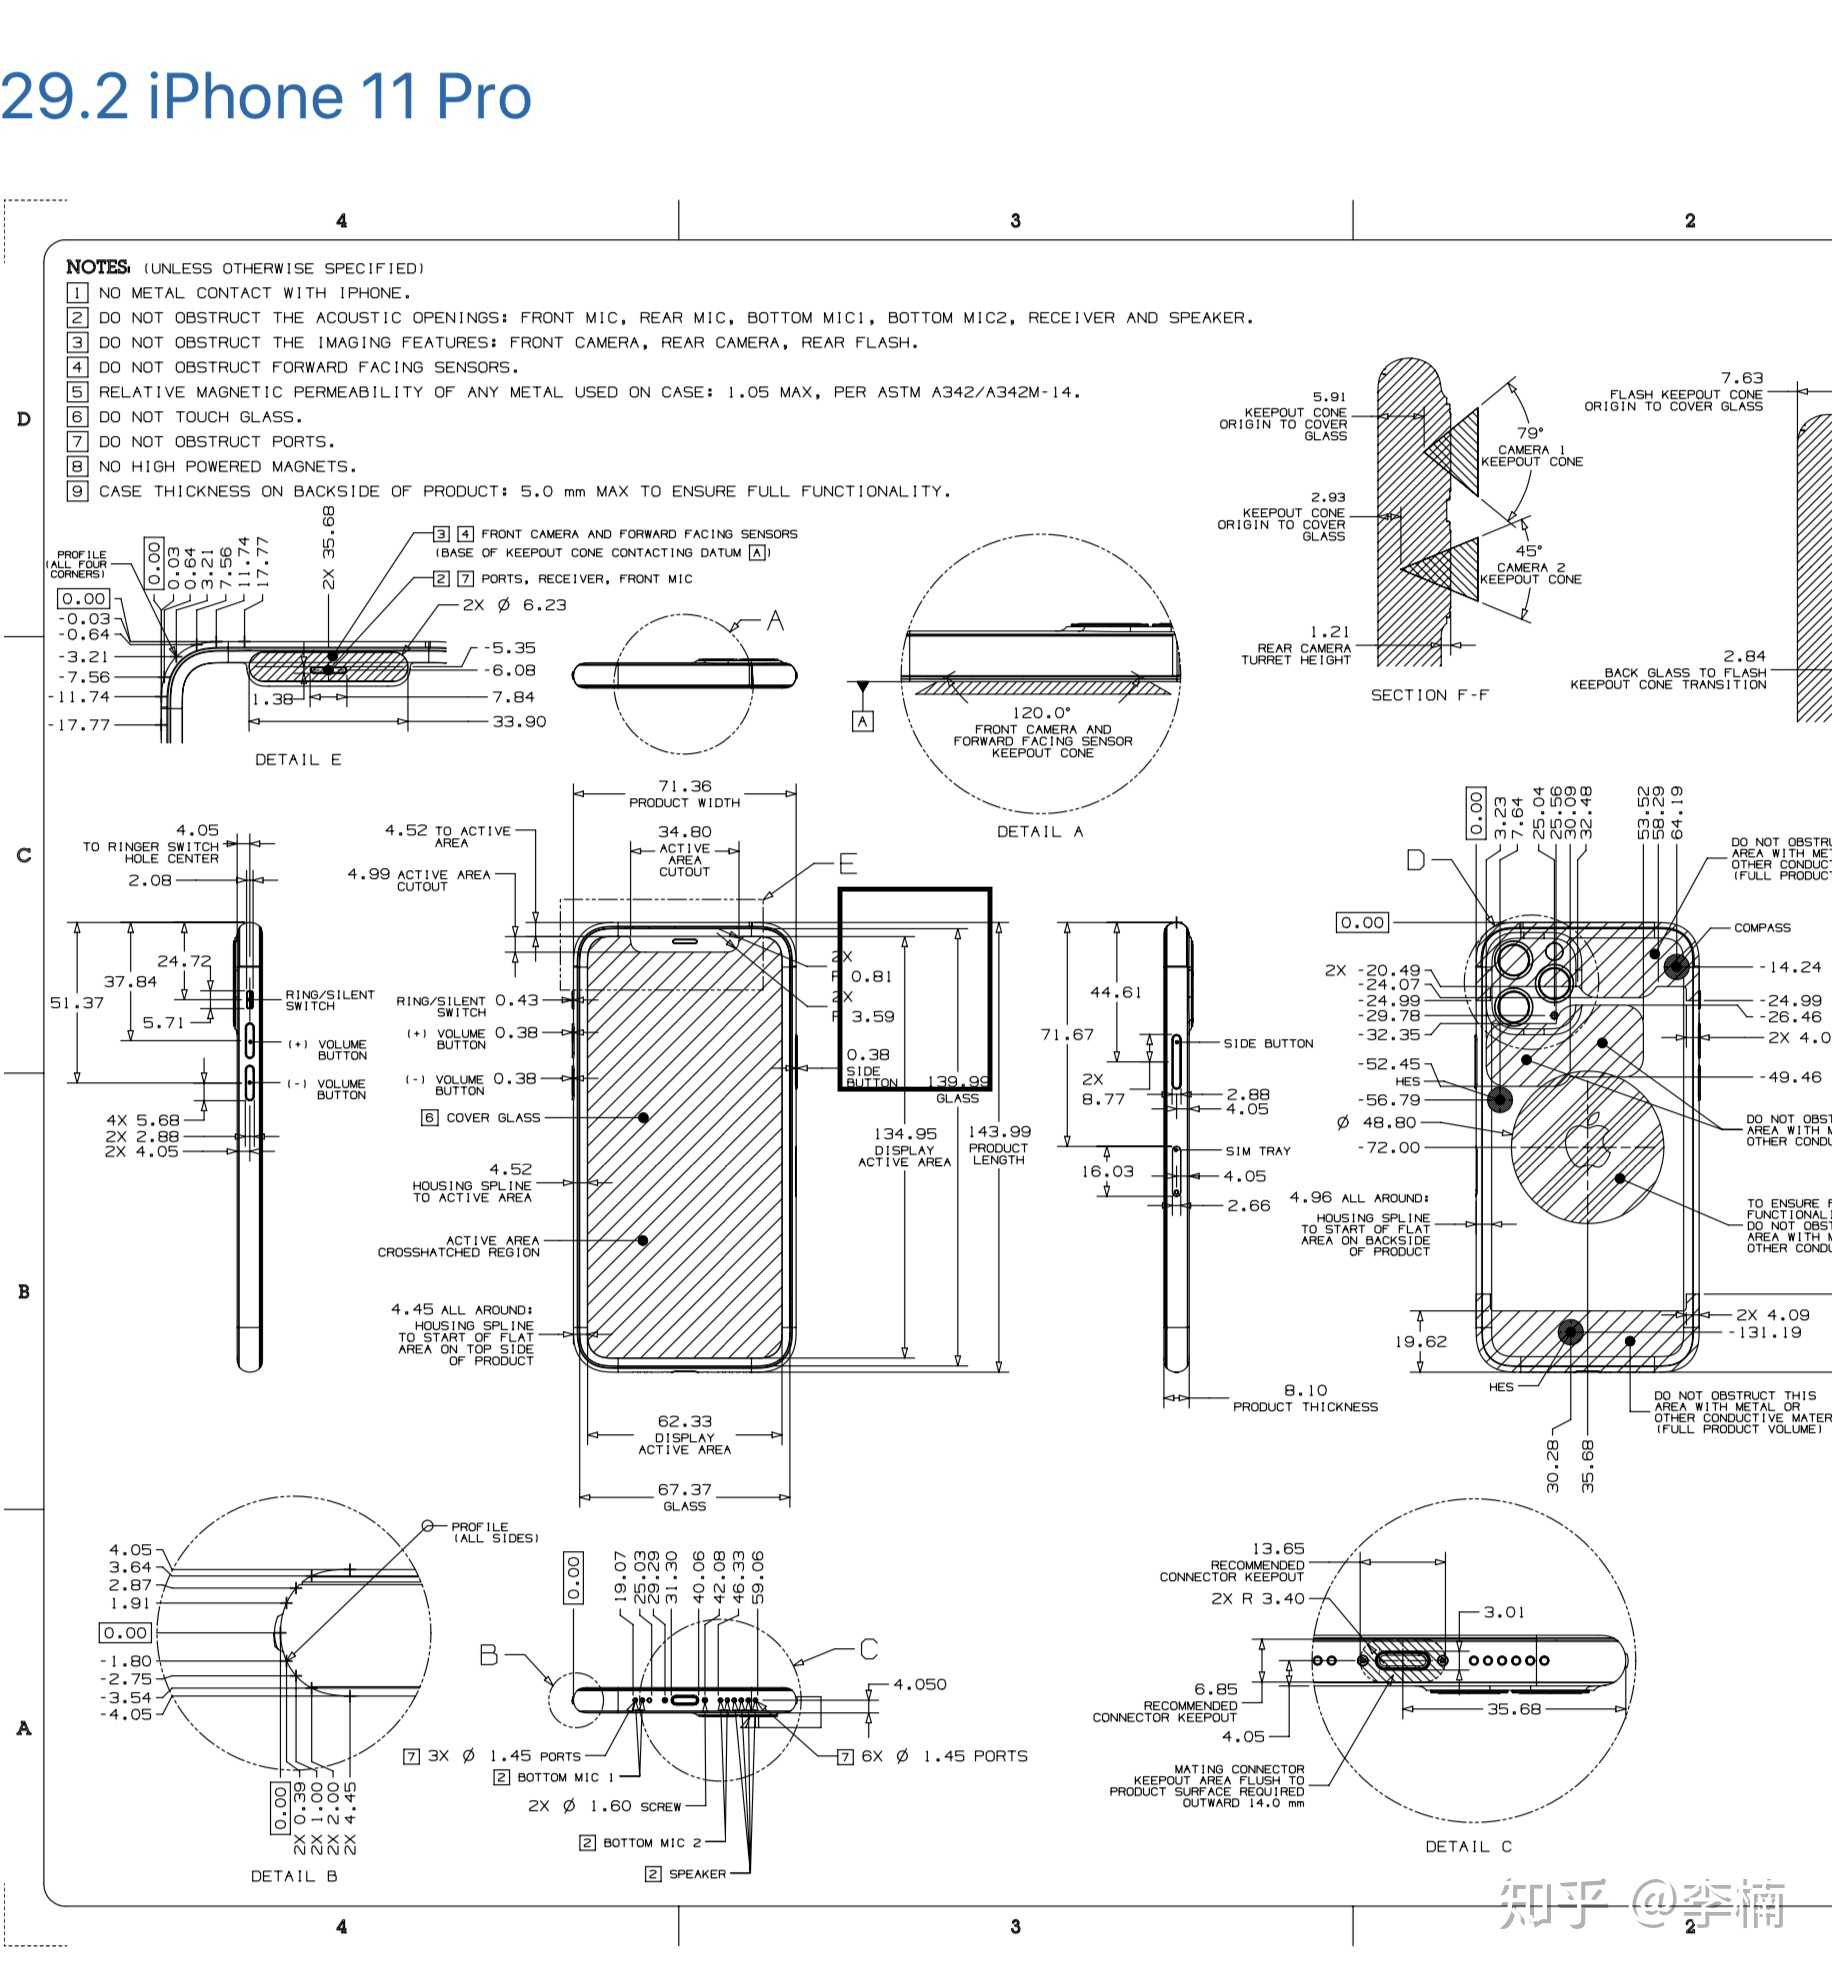 29.2 iPhone 11 Pro
4
3
2
NOTES: (UNLESS OTHERWISE SPECIFIED)
1 NO METAL CONTACT WITH IPHONE.
2 DO NOT OBSTRUCT THE ACOUSTIC OPENINGS: FRONT MIC, REAR MIC, BOTTOM MIC1, BOTTOM MIC2, RECEIVER AND SPEAKER.
3 DO NOT OBSTRUCT THE IMAGING FEATURES: FRONT CAMERA, REAR CAMERA, REAR FLASH.
4 DO NOT OBSTRUCT FORWARD FACING SENSORS.
5 RELATIVE MAGNETIC PERMEABILITY OF ANY METAL USED ON CASE: 1.05 MAX, PER ASTM A342/A342M-14.
6 DO NOT TOUCH GLASS.
7 DO NOT OBSTRUCT PORTS.
8 NO HIGH POWERED MAGNETS.
9 CASE THICKNESS ON BACKSIDE OF PRODUCT: 5.0 mm MAX TO ENSURE FULL FUNCTIONALITY.
D
C
B
A
PROFILE
(ALL FOUR
CORNERS)
0.00
0.03
0.64
3.21
7.56
11.74
17.77
2X 35.68
0.00
-0.03
-0.64
-3.21
-7.56
-11.74
-17.77
3 4 FRONT CAMERA AND FORWARD FACING SENSORS
(BASE OF KEEPOUT CONE CONTACTING DATUM A)
2 7 PORTS, RECEIVER, FRONT MIC
2X Ø 6.23
-5.35
-6.08
7.84
1.38
33.90
DETAIL E
A
A
120.0°
FRONT CAMERA AND
FORWARD FACING SENSOR
KEEPOUT CONE
DETAIL A
5.91
KEEPOUT CONE
ORIGIN TO COVER
GLASS
79°
CAMERA 1
KEEPOUT CONE
2.93
KEEPOUT CONE
ORIGIN TO COVER
GLASS
45°
CAMERA 2
KEEPOUT CONE
1.21
REAR CAMERA
TURRET HEIGHT
SECTION F-F
7.63
FLASH KEEPOUT CONE
ORIGIN TO COVER GLASS
2.84
BACK GLASS TO FLASH
KEEPOUT CONE TRANSITION
4.05
TO RINGER SWITCH
HOLE CENTER
2.08
24.72
37.84
51.37
5.71
RING/SILENT
SWITCH
(+) VOLUME
BUTTON
(-) VOLUME
BUTTON
4X 5.68
2X 2.88
2X 4.05
71.36
PRODUCT WIDTH
4.52 TO ACTIVE
AREA
34.80
ACTIVE
AREA
CUTOUT
4.99 ACTIVE AREA
CUTOUT
E
2X
R 0.81
2X
R 3.59
0.38
SIDE
BUTTON
RING/SILENT 0.43
SWITCH
(+) VOLUME 0.38
BUTTON
(-) VOLUME 0.38
BUTTON
6 COVER GLASS
4.52
HOUSING SPLINE
TO ACTIVE AREA
ACTIVE AREA
CROSSHATCHED REGION
4.45 ALL AROUND:
HOUSING SPLINE
TO START OF FLAT
AREA ON TOP SIDE
OF PRODUCT
139.99
GLASS
134.95
DISPLAY
ACTIVE AREA
143.99
PRODUCT
LENGTH
62.33
DISPLAY
ACTIVE AREA
67.37
GLASS
44.61
71.67
SIDE BUTTON
2X
8.77
2.88
4.05
SIM TRAY
16.03
4.05
2.66
8.10
PRODUCT THICKNESS
D
0.00
3.23
7.64
25.04
25.56
30.09
32.48
53.52
58.29
64.19
DO NOT OBSTRU
AREA WITH ME
OTHER CONDUC
(FULL PRODUC
0.00
COMPASS
2X -20.49
-24.07
-24.99
-29.78
-32.35
-52.45
HES
-56.79
Ø 48.80
-72.00
-14.24
-24.99
-26.46
2X 4.0
-49.46
DO NOT OBST
AREA WITH M
OTHER CONDU
4.96 ALL AROUND:
HOUSING SPLINE
TO START OF FLAT
AREA ON BACKSIDE
OF PRODUCT
TO ENSURE F
FUNCTIONALI
DO NOT OBST
AREA WITH M
OTHER CONDU
2X 4.09
-131.19
19.62
HES
DO NOT OBSTRUCT THIS
AREA WITH METAL OR
OTHER CONDUCTIVE MATER
(FULL PRODUCT VOLUME)
30.28
35.68
4.05
3.64
2.87
1.91
0.00
-1.80
-2.75
-3.54
-4.05
PROFILE
(ALL SIDES)
0.00
2X 0.39
2X 1.00
2X 2.00
2X 4.45
DETAIL B
0.00
19.07
25.03
29.29
31.30
40.06
42.08
46.33
59.06
B
C
4.050
7 3X Ø 1.45 PORTS
7 6X Ø 1.45 PORTS
2 BOTTOM MIC 1
2X Ø 1.60 SCREW
2 BOTTOM MIC 2
2 SPEAKER
13.65
RECOMMENDED
CONNECTOR KEEPOUT
2X R 3.40
3.01
6.85
RECOMMENDED
CONNECTOR KEEPOUT
4.05
35.68
MATING CONNECTOR
KEEPOUT AREA FLUSH TO
PRODUCT SURFACE REQUIRED
OUTWARD 14.0 mm
DETAIL C
4
3
2
知乎 @李楠